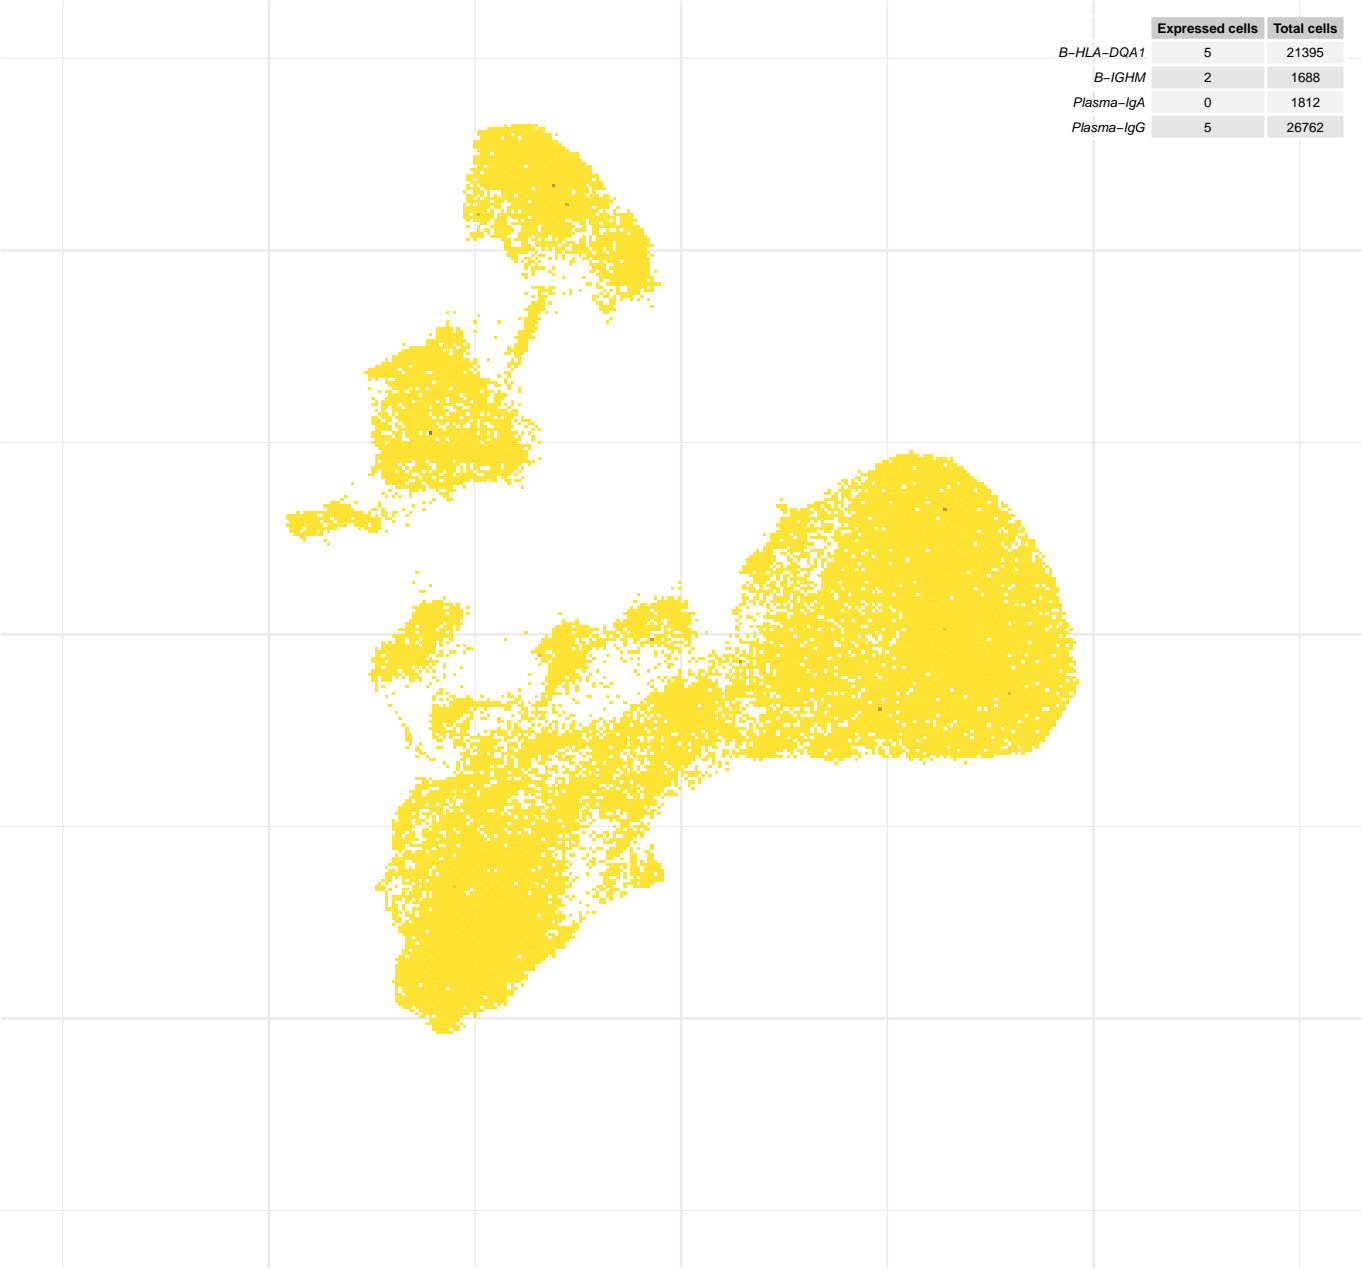 Expressed cells Total cells
B−HLA−DQA1 5 21395
B−IGHM 2 1688
Plasma−IgA 0 1812
Plasma−IgG 5 26762